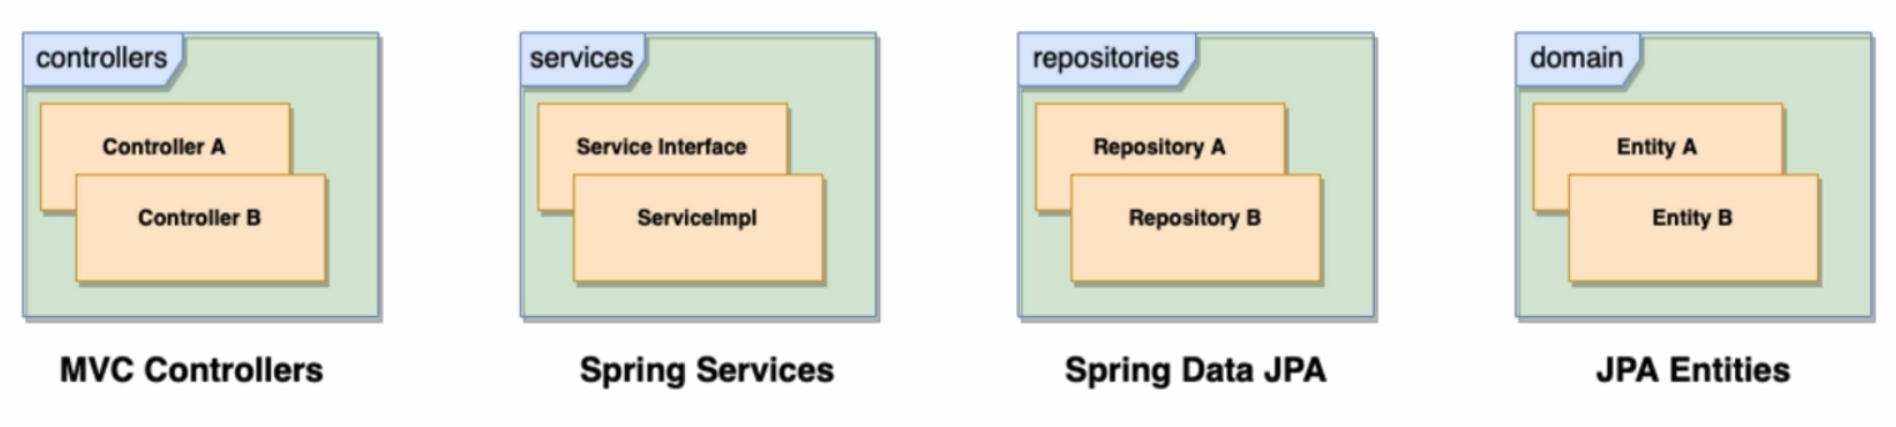 controllers
Controller A
Controller B
MVC Controllers
services
Service Interface
ServiceImpl
Spring Services
repositories
Repository A
Repository B
Spring Data JPA
domain
Entity A
Entity B
JPA Entities